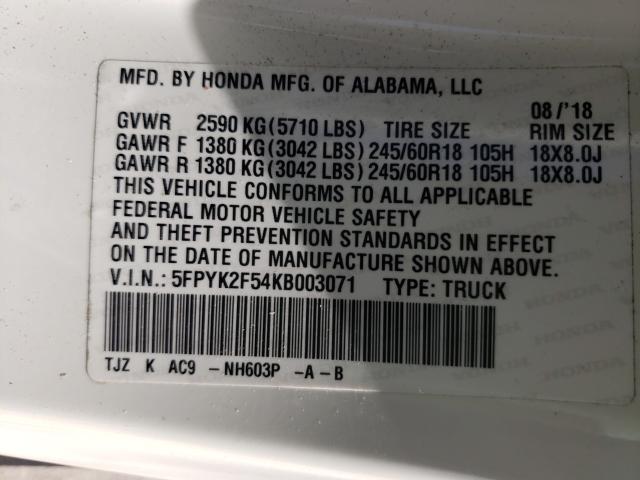 MFD. BY HONDA MFG. OF ALABAMA, LLC
08/'18
GVWR 2590 KG(5710 LBS) TIRE SIZE RIM SIZE
GAWR F 1380 KG(3042 LBS) 245/60R18 105H 18X8.0J
GAWR R 1380 KG(3042 LBS) 245/60R18 105H 18X8.0J
THIS VEHICLE CONFORMS TO ALL APPLICABLE
FEDERAL MOTOR VEHICLE SAFETY
AND THEFT PREVENTION STANDARDS IN EFFECT
ON THE DATE OF MANUFACTURE SHOWN ABOVE.
V.I.N.: 5FPYK2F54KB003071 TYPE: TRUCK
TJZ K AC9 - NH603P - A - B